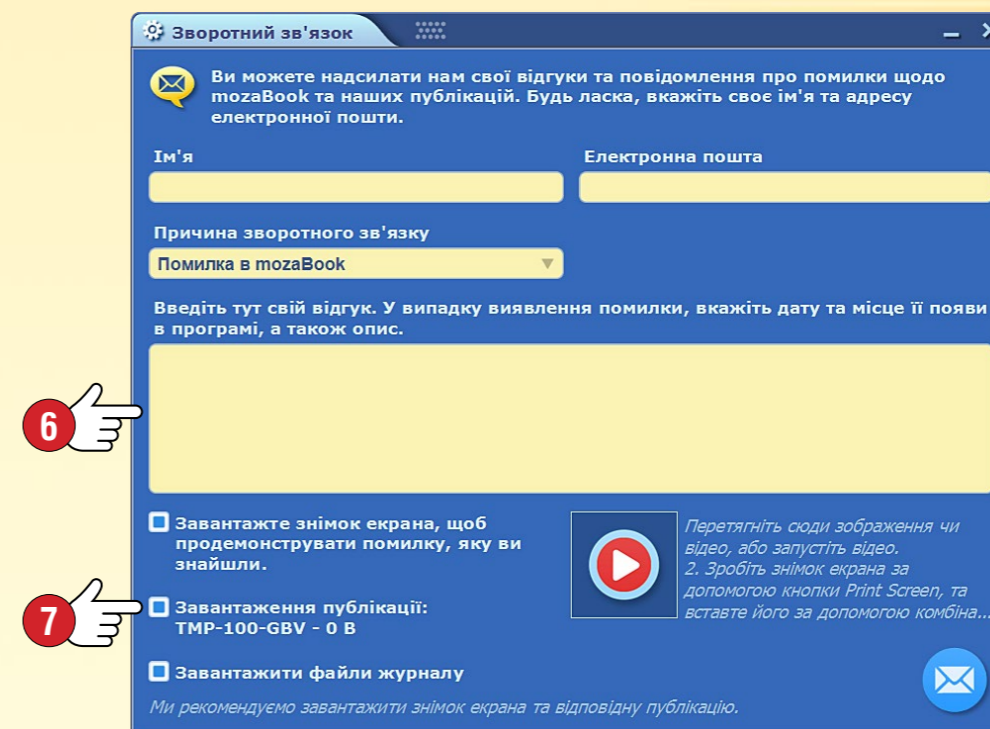 Зворотний зв'язок
Ви можете надсилати нам свої відгуки та повідомлення про помилки щодо
mozaBook та наших публікацій. Будь ласка, вкажіть своє ім'я та адресу
електронної пошти.
Ім'я
Електронна пошта
Причина зворотного зв'язку
Помилка в mozaBook
Введіть тут свій відгук. У випадку виявлення помилки, вкажіть дату та місце її появи
в програмі, а також опис.
6
Завантажте знімок екрана, щоб
продемонструвати помилку, яку ви
знайшли.
Перетягніть сюди зображення чи
відео, або запустіть відео.
2. Зробіть знімок екрана за
допомогою кнопки Print Screen, та
вставте його за допомогою комбіна...
7
Завантаження публікації:
TMP-100-GBV - 0 B
Завантажити файли журналу
Ми рекомендуємо завантажити знімок екрана та відповідну публікацію.